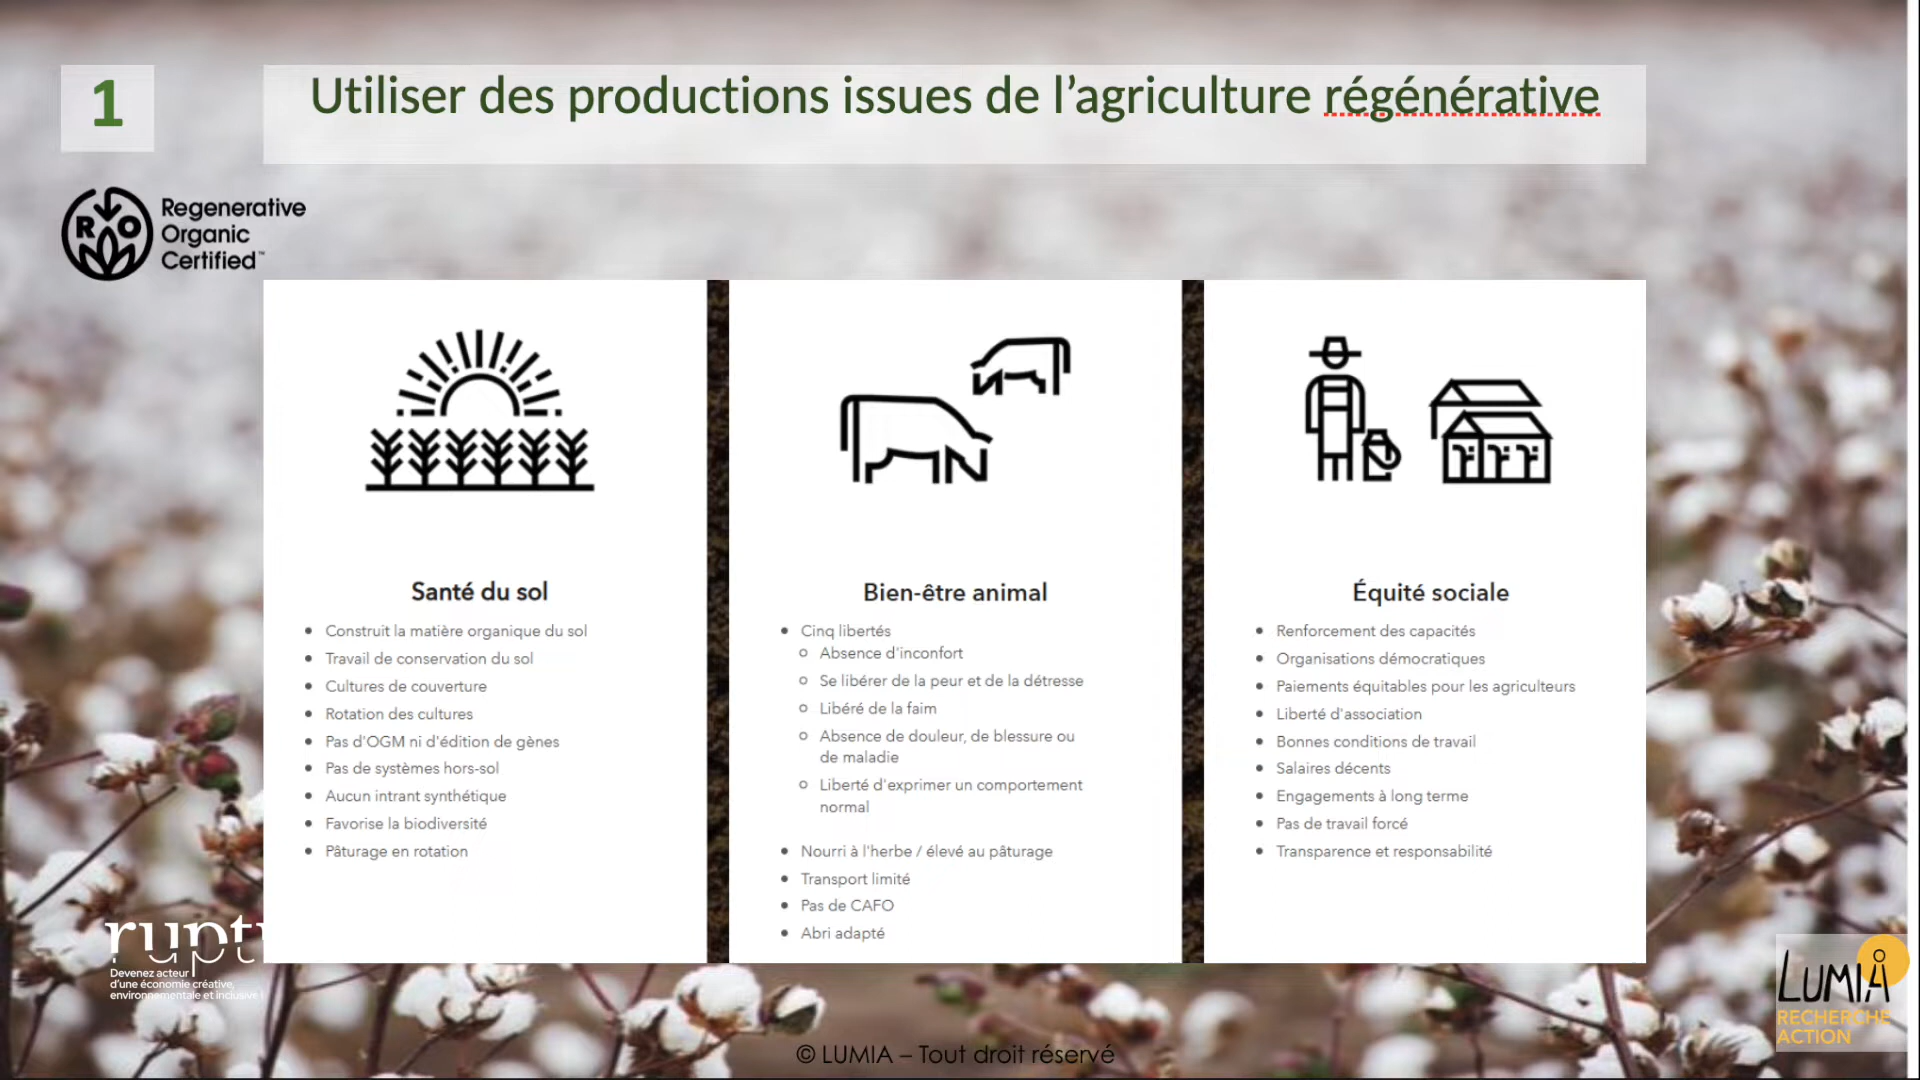 1
Utiliser des productions issues de l’agriculture régénérative
R O
Regenerative
Organic
Certified™
Santé du sol
• Construit la matière organique du sol
• Travail de conservation du sol
• Cultures de couverture
• Rotation des cultures
• Pas d'OGM ni d'édition de gènes
• Pas de systèmes hors-sol
• Aucun intrant synthétique
• Favorise la biodiversité
• Pâturage en rotation
Bien-être animal
• Cinq libertés
o Absence d'inconfort
o Se libérer de la peur et de la détresse
o Libéré de la faim
o Absence de douleur, de blessure ou
de maladie
o Liberté d'exprimer un comportement
normal
• Nourri à l'herbe / élevé au pâturage
• Transport limité
• Pas de CAFO
• Abri adapté
Équité sociale
• Renforcement des capacités
• Organisations démocratiques
• Paiements équitables pour les agriculteurs
• Liberté d'association
• Bonnes conditions de travail
• Salaires décents
• Engagements à long terme
• Pas de travail forcé
• Transparence et responsabilité
rupt
Devenez acteur
d'une économie créative,
environnementale et inclusive
LUMIÅ
RECHERCHE
ACTION
© LUMIA – Tout droit réservé